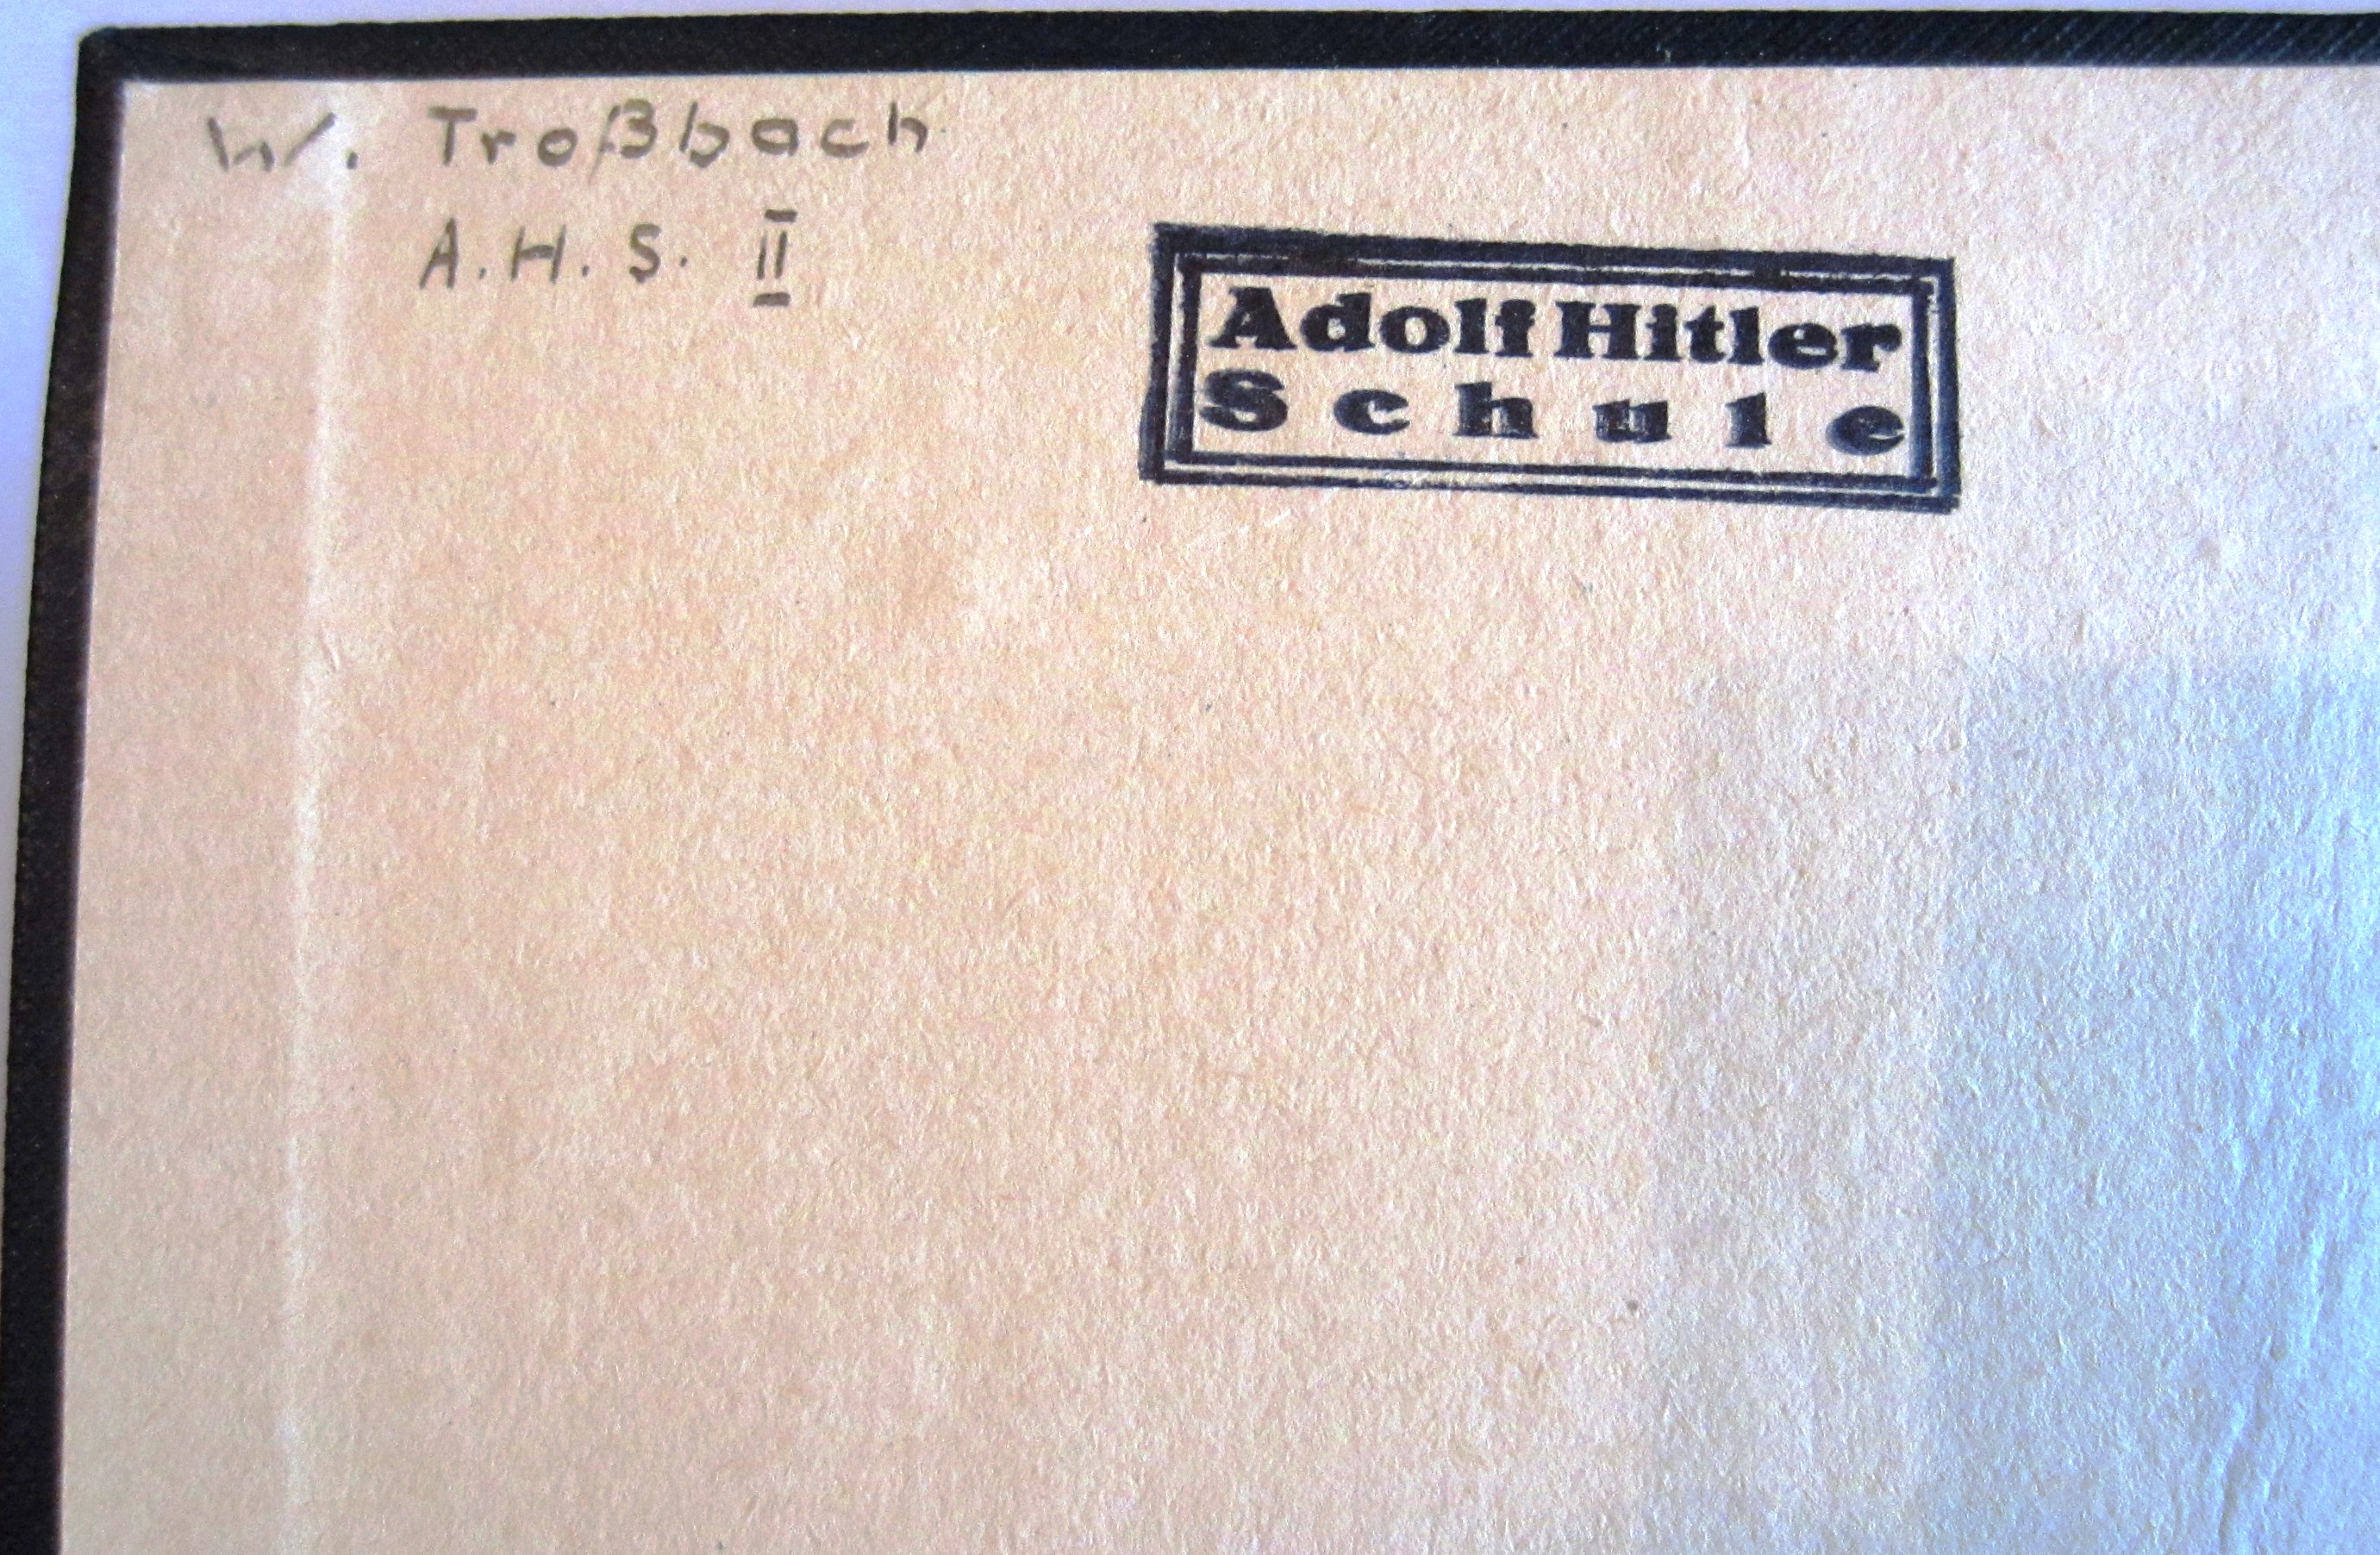 W. Troßbach
A.H.S. II
Adolf Hitler
Schule